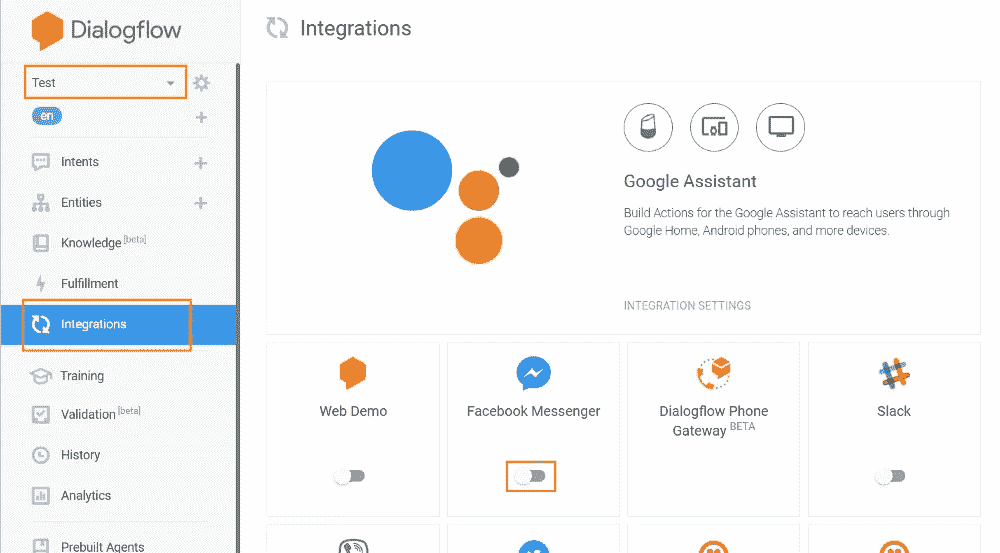 Dialogflow
Test
en
Intents
Entities
Knowledge [beta]
Fulfillment
Integrations
Training
Validation [beta]
History
Analytics
Prebuilt Agents
Integrations
Google Assistant
Build Actions for the Google Assistant to reach users through
Google Home, Android phones, and more devices.
INTEGRATION SETTINGS
Web Demo
Facebook Messenger
Dialogflow Phone
Gateway BETA
Slack